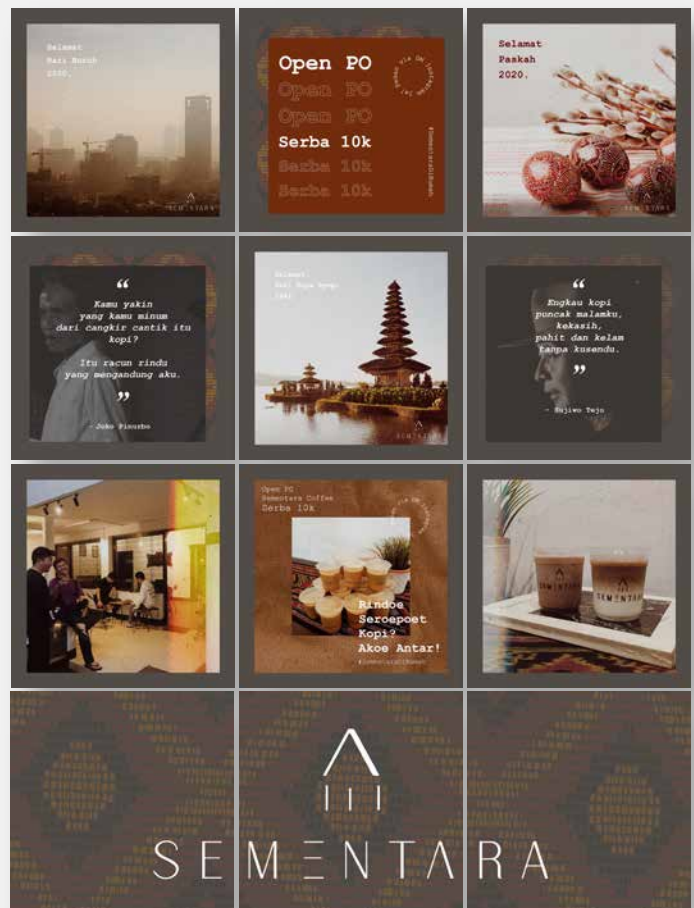 Selamat
Hari Buruh
2020.
SEMENTARA
Open PO
Open PO
Open PO
Serba 10k
Serba 10k
Serba 10k
Selamat
Paskah
2020.
SEMENTARA
“
Kamu yakin
yang kamu minum
dari cangkir cantik itu
kopi?
Itu racun rindu
yang mengandung aku.
”
- Joko Pinurbo
Selamat
SEMENTARA
“
Engkau kopi
puncak malamku,
kekasih,
pahit dan kelam
tanpa kusendu.
”
- Sujiwo Tejo
Open PO
Sementara Coffee
Serba 10k
Rindoe
Seroepoet
Kopi?
Akoe Antar!
SEMENTARA
SEMENTARA
SEMENTARA